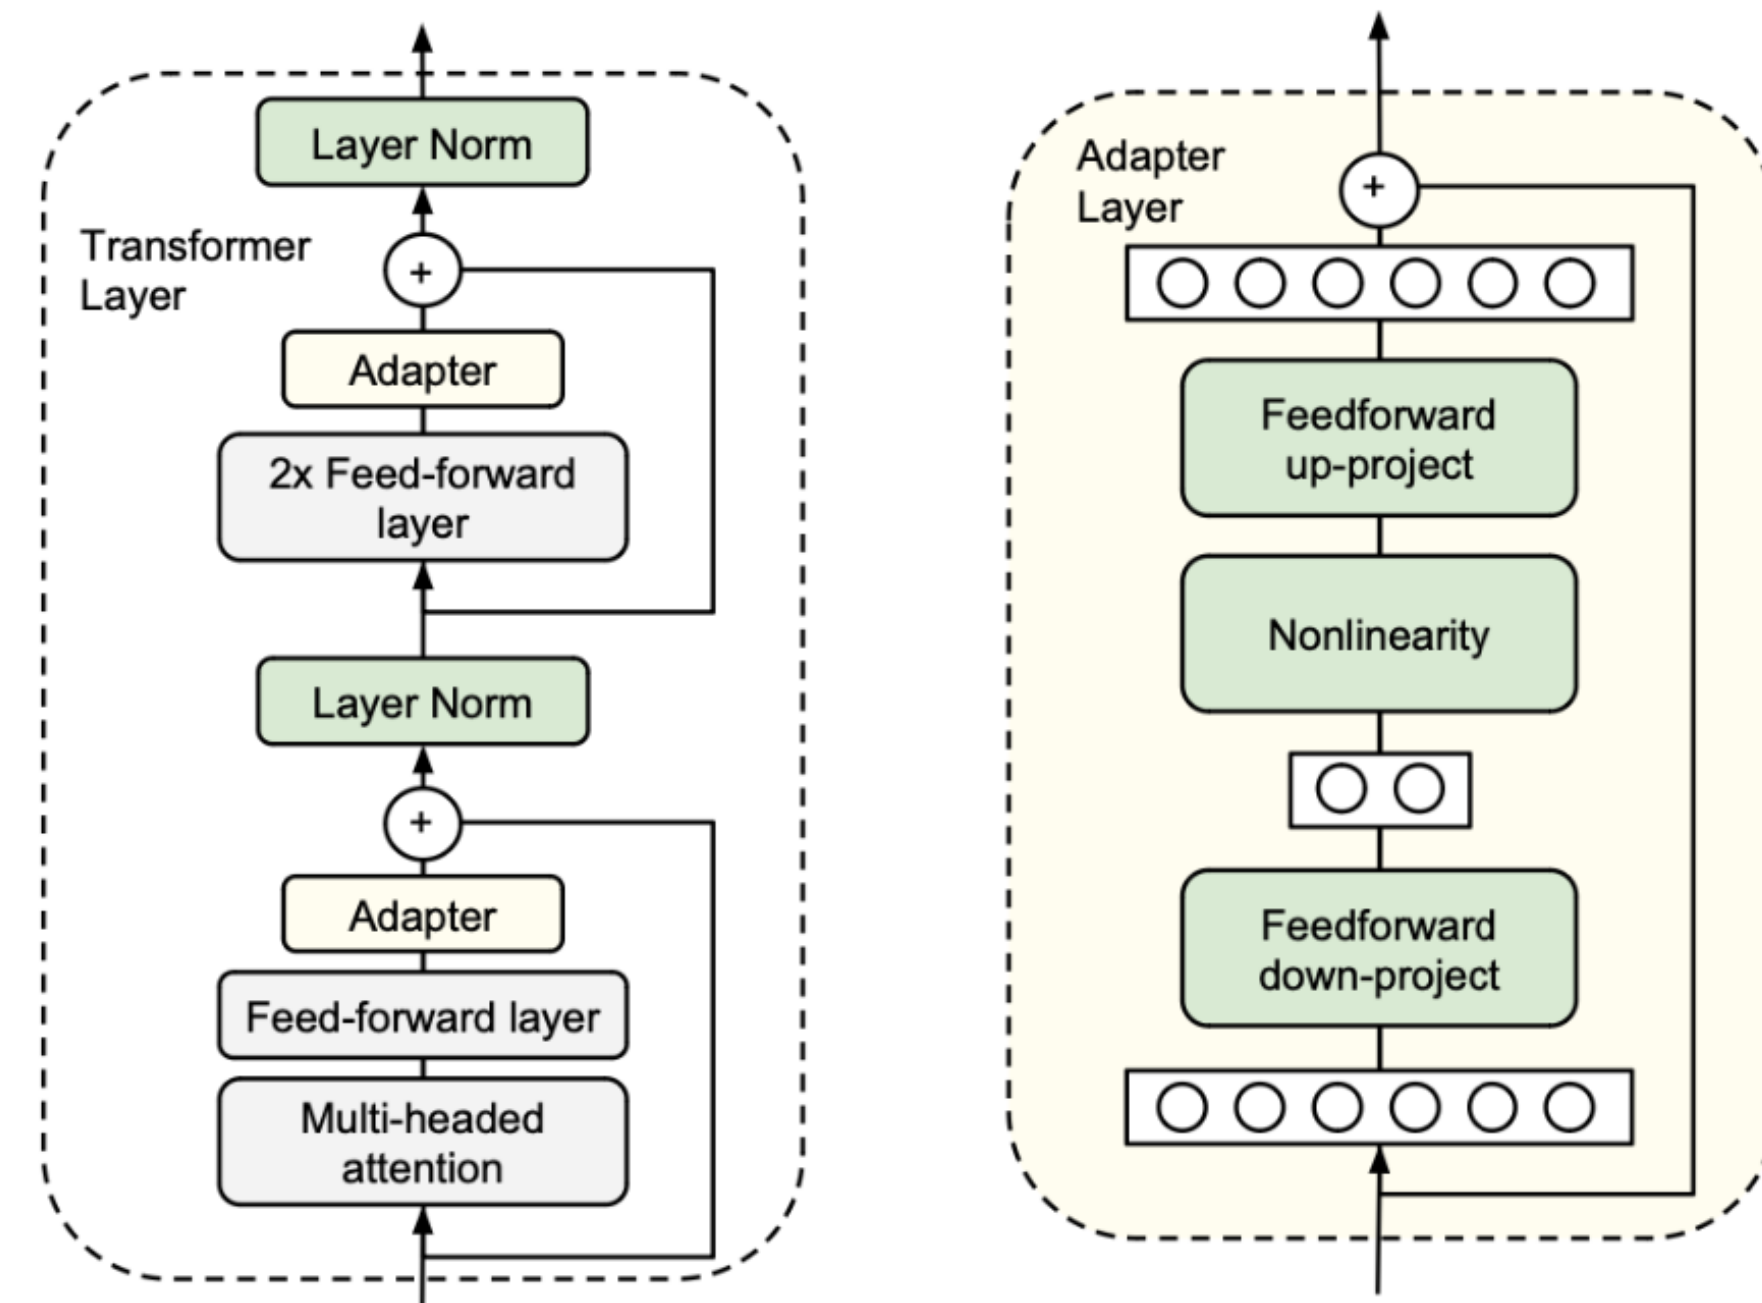 Layer Norm
Transformer
Layer
+
Adapter
2x Feed-forward
layer
Layer Norm
+
Adapter
Feed-forward layer
Multi-headed
attention
Adapter
Layer
+
Feedforward
up-project
Nonlinearity
Feedforward
down-project